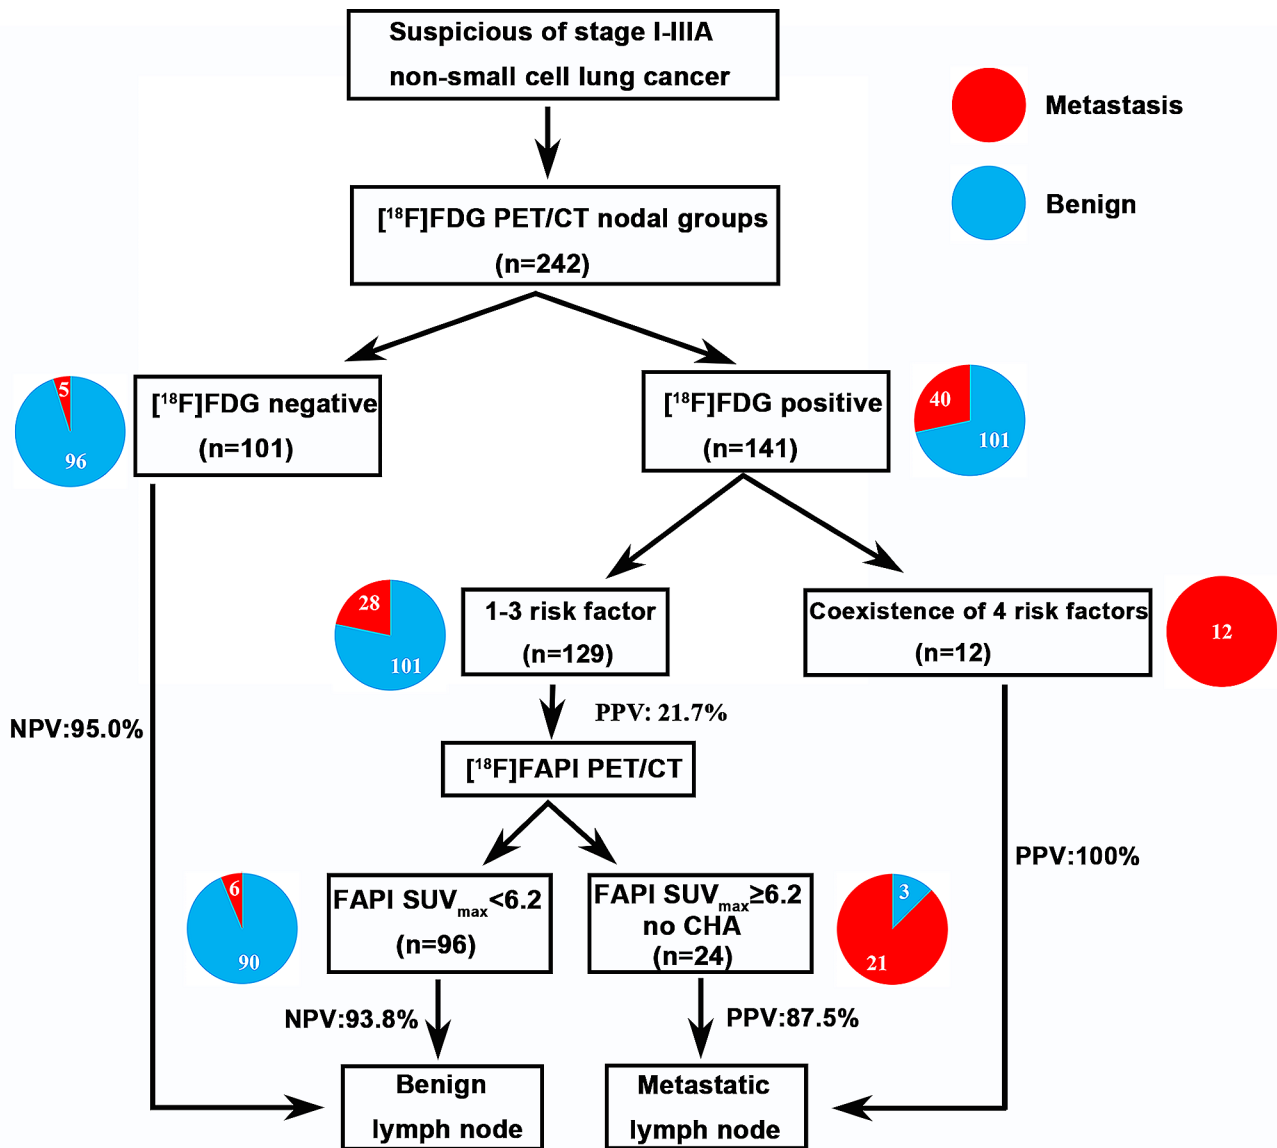 Suspicious of stage I-IIIA
non-small cell lung cancer
Metastasis
Benign
[¹⁸F]FDG PET/CT nodal groups
(n=242)
5
96
[¹⁸F]FDG negative
(n=101)
[¹⁸F]FDG positive
(n=141)
40
101
28
101
1-3 risk factor
(n=129)
Coexistence of 4 risk factors
(n=12)
12
NPV:95.0%
PPV: 21.7%
[¹⁸F]FAPI PET/CT
PPV:100%
6
90
FAPI SUVmax<6.2
(n=96)
FAPI SUVmax≥6.2
no CHA
(n=24)
3
21
NPV:93.8%
PPV:87.5%
Benign
lymph node
Metastatic
lymph node